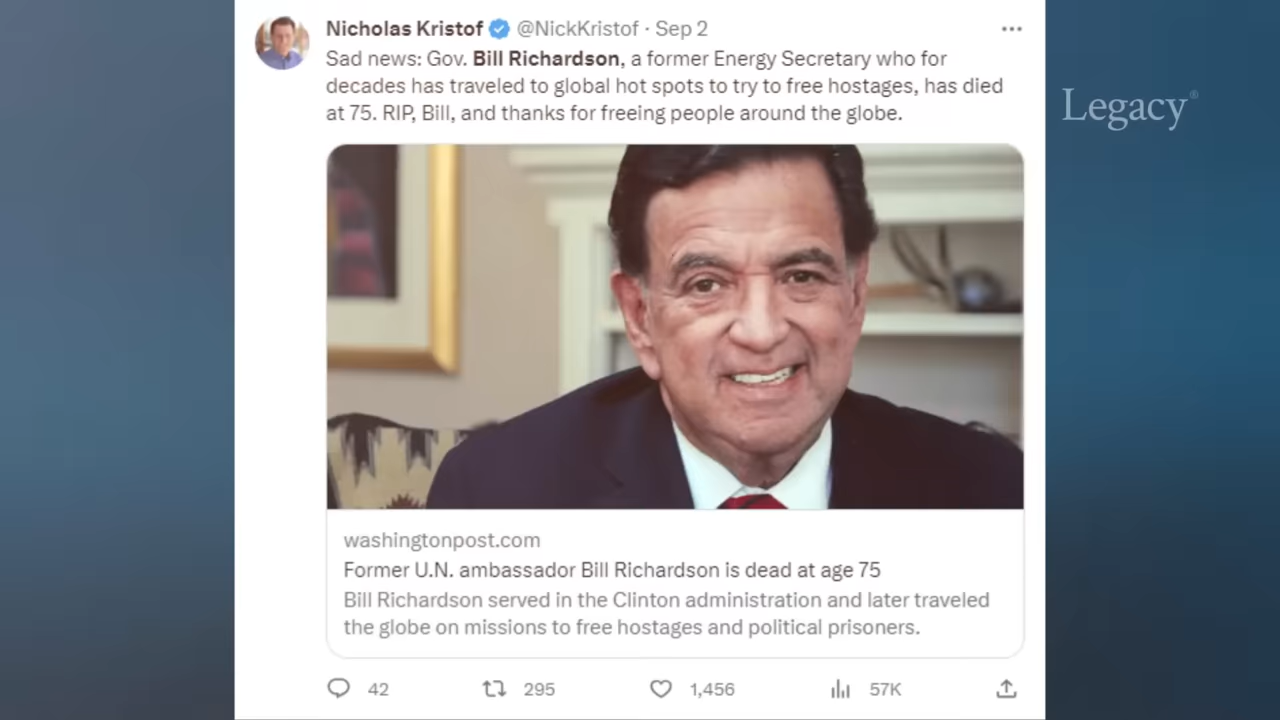 Nicholas Kristof @NickKristof · Sep 2
Sad news: Gov. Bill Richardson, a former Energy Secretary who for
decades has traveled to global hot spots to try to free hostages, has died
at 75. RIP, Bill, and thanks for freeing people around the globe.
Legacy®
washingtonpost.com
Former U.N. ambassador Bill Richardson is dead at age 75
Bill Richardson served in the Clinton administration and later traveled
the globe on missions to free hostages and political prisoners.
42 295 1,456 57K